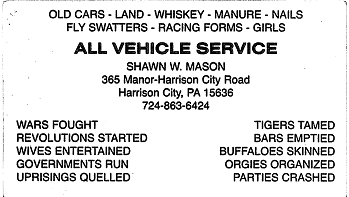 OLD CARS - LAND - WHISKEY - MANURE - NAILS
FLY SWATTERS - RACING FORMS - GIRLS
ALL VEHICLE SERVICE
SHAWN W. MASON
365 Manor-Harrison City Road
Harrison City, PA 15636
724-863-6424
WARS FOUGHT
REVOLUTIONS STARTED
WIVES ENTERTAINED
GOVERNMENTS RUN
UPRISINGS QUELLED
TIGERS TAMED
BARS EMPTIED
BUFFALOES SKINNED
ORGIES ORGANIZED
PARTIES CRASHED